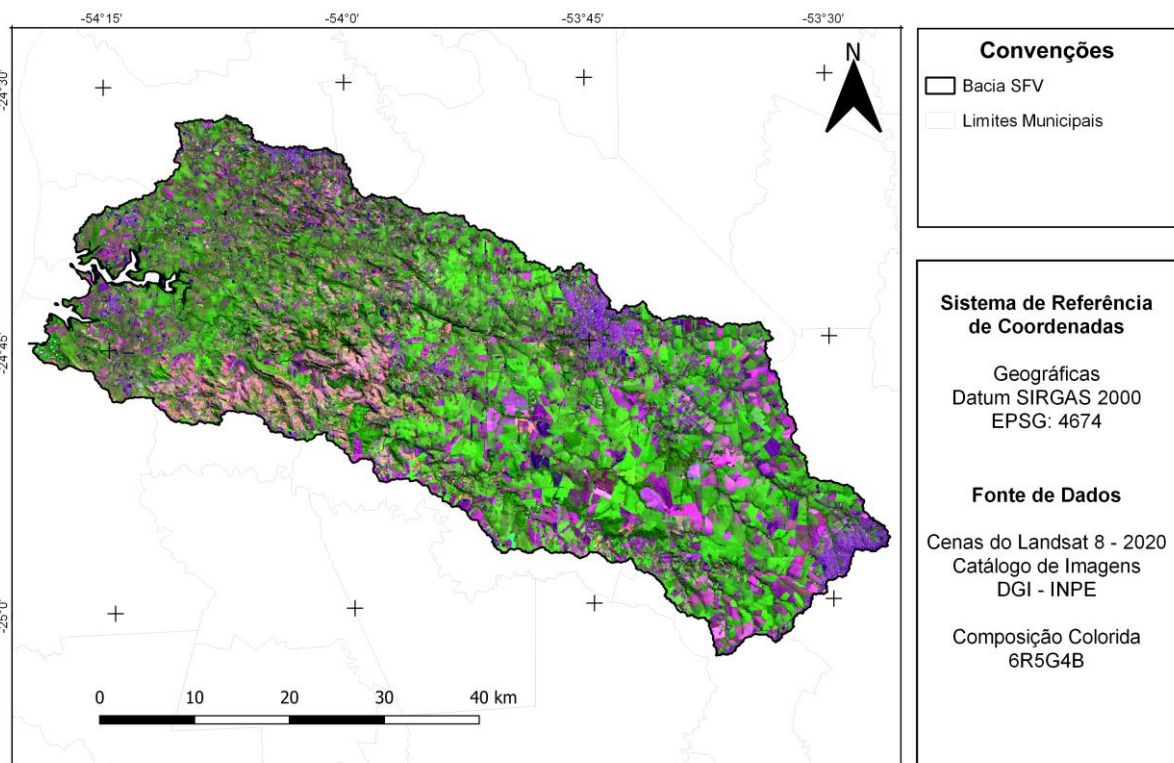 -54°15' -54°0' -53°45' -53°30'
-24°30'
-24°45'
-25°0'
N
0 10 20 30 40 km
Convenções
Bacia SFV
Limites Municipais
Sistema de Referência
de Coordenadas
Geográficas
Datum SIRGAS 2000
EPSG: 4674
Fonte de Dados
Cenas do Landsat 8 - 2020
Catálogo de Imagens
DGI - INPE
Composição Colorida
6R5G4B